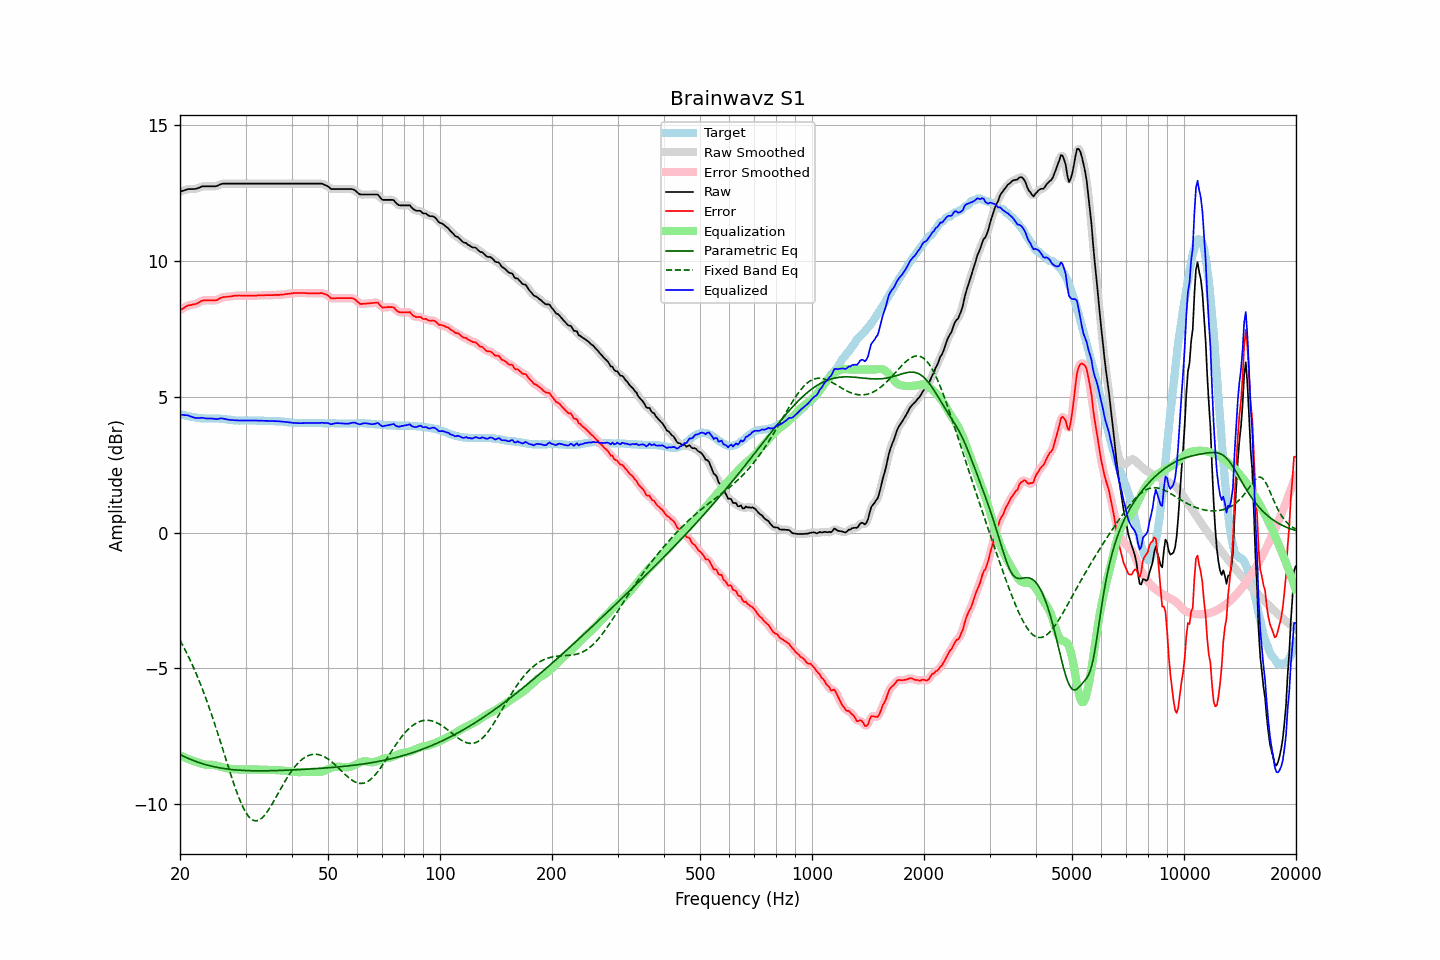 Brainwavz S1
15
10
5
0
−5
−10
Amplitude (dBr)
Target
Raw Smoothed
Error Smoothed
Raw
Error
Equalization
Parametric Eq
Fixed Band Eq
Equalized
20 50 100 200 500 1000 2000 5000 10000 20000
Frequency (Hz)